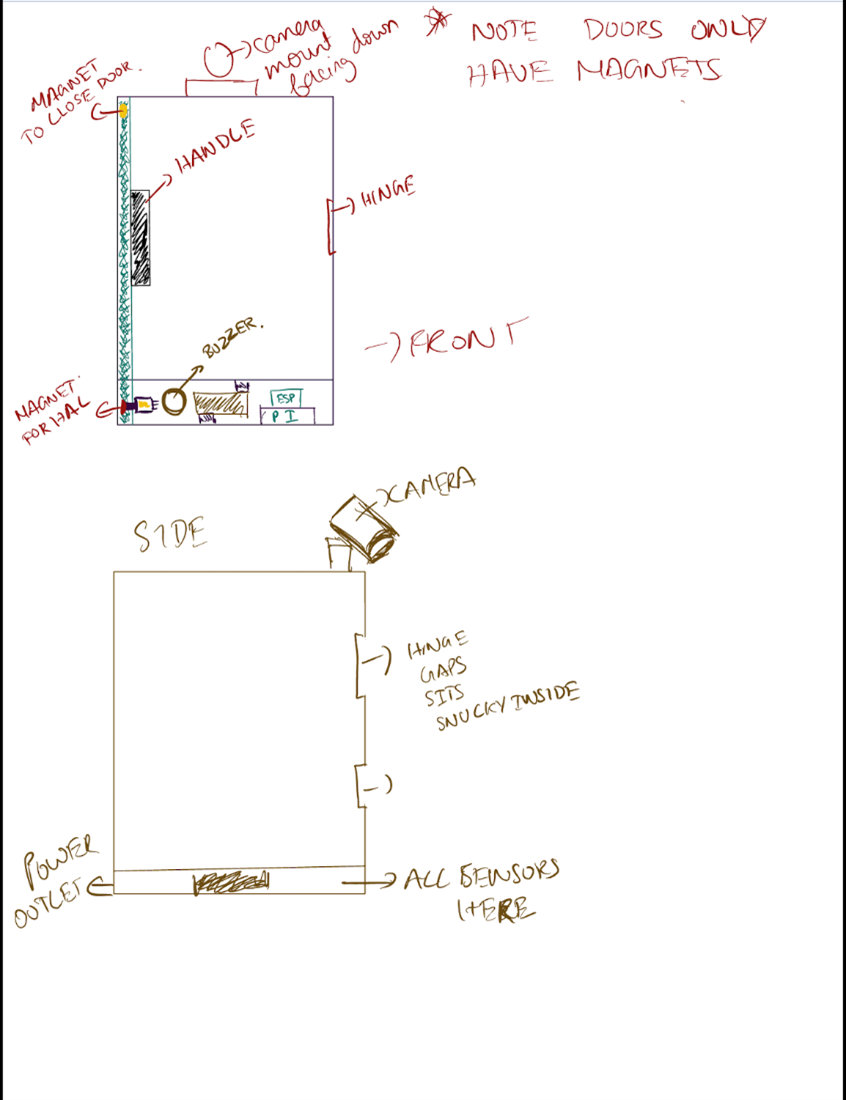 camera
mount down
facing
NOTE DOORS ONLY
HAVE MAGNETS
MAGNET
TO CLOSE DOOR.
HANDLE
HINGE
BUZZER.
FRONT
MAGNET
FOR HAL
ESP
PI
SIDE
CAMERA
HINGE
GAPS
SITS
SNUCKY INSIDE
POWER
OUTLET
ALL SENSORS
HERE